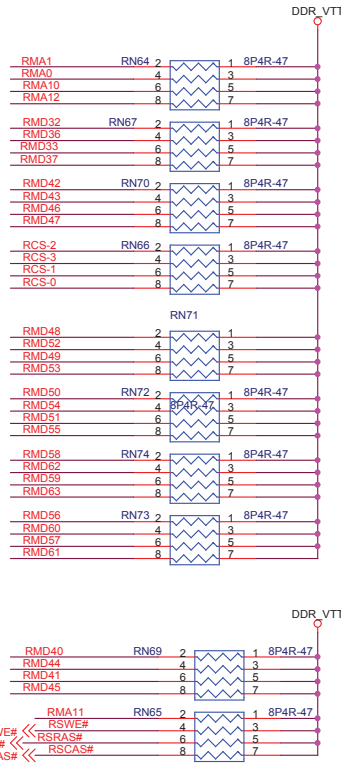 DDR_VTT
RMA1 RN64 2 1 8P4R-47
RMA0 4 3
RMA10 6 5
RMA12 8 7
RMD32 RN67 2 1 8P4R-47
RMD36 4 3
RMD33 6 5
RMD37 8 7
RMD42 RN70 2 1 8P4R-47
RMD43 4 3
RMD46 6 5
RMD47 8 7
RCS-2 RN66 2 1 8P4R-47
RCS-3 4 3
RCS-1 6 5
RCS-0 8 7
RN71
RMD48 2 1
RMD52 4 3
RMD49 6 5
RMD53 8 7
RMD50 RN72 2 1 8P4R-47
RMD54 4 8P4R-47 3
RMD51 6 5
RMD55 8 7
RMD58 RN74 2 1 8P4R-47
RMD62 4 3
RMD59 6 5
RMD63 8 7
RMD56 RN73 2 1 8P4R-47
RMD60 4 3
RMD57 6 5
RMD61 8 7
DDR_VTT
RMD40 RN69 2 1 8P4R-47
RMD44 4 3
RMD41 6 5
RMD45 8 7
RMA11 RN65 2 1 8P4R-47
WE# RSWE# 4 3
# RSRAS# 6 5
AS# RSCAS# 8 7